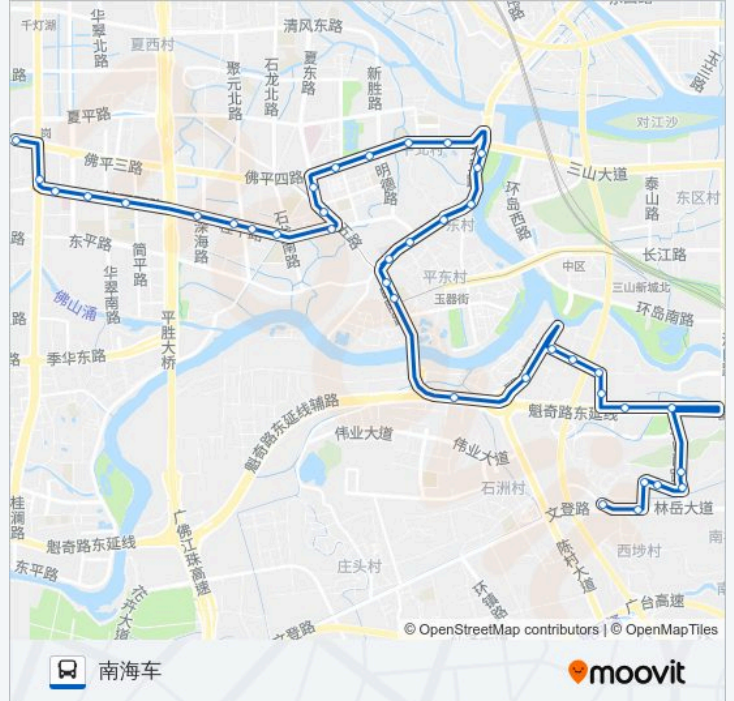 千灯湖
华翠北路
夏西村
清风东路
聚元北路
石龙北路
夏东路
新胜路
路
夏平路
岗
佛平三路
佛平四路
明德路
对江沙
三山大道
泰山路
东区村
环岛西路
深海路
路
东平路
简平路
华翠南路
佛山涌
东村
平东村
玉器街
中区
长江路
三山新城北
环岛南路
路
平胜大桥
季华东路
魁奇路东延线辅路
魁奇路东延线
伟业大道
伟业大道
石洲村
文登路
林岳大道
桂澜路
魁奇路东延线
东平路
广佛江珠高速
庄头村
陈村大道
西埗村
广台高速
环镇路
文登路
© OpenStreetMap contributors | © OpenMapTiles
南海车
moovit